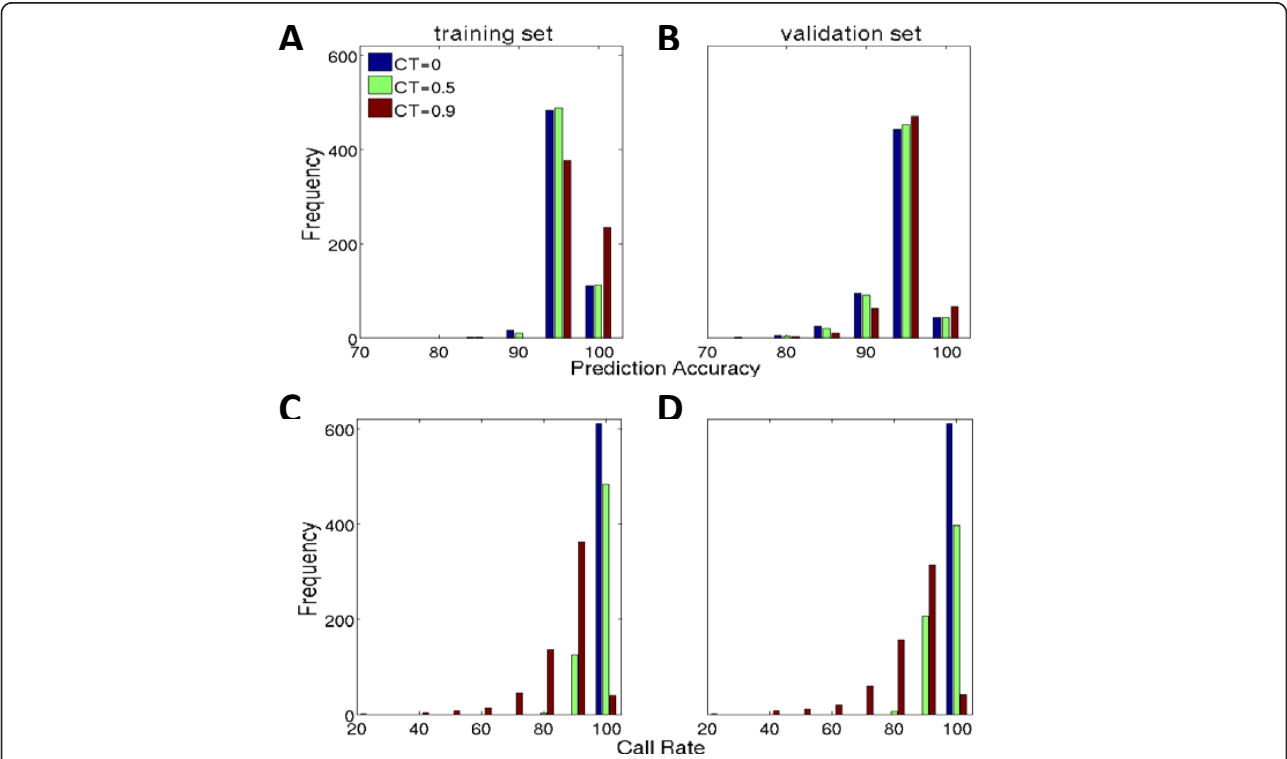 A training set B validation set
CT=0
CT=0.5
CT=0.9
600
400
200
0
Frequency
70 80 90 100 70 80 90 100
Prediction Accuracy
C D
600
400
200
0
Frequency
20 40 60 80 100 20 40 60 80 100
Call Rate